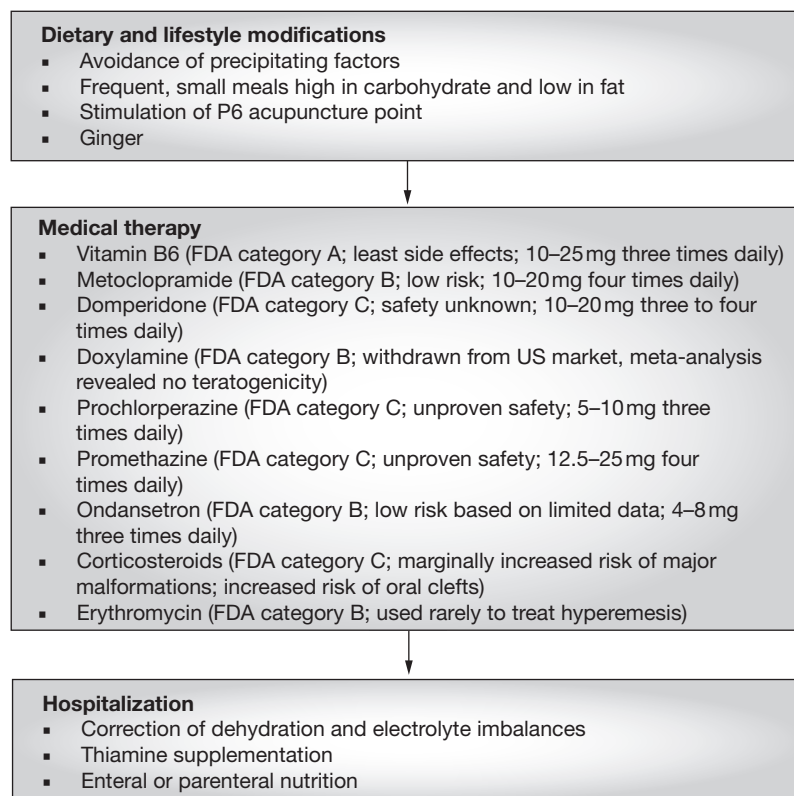 Dietary and lifestyle modifications
▪ Avoidance of precipitating factors
▪ Frequent, small meals high in carbohydrate and low in fat
▪ Stimulation of P6 acupuncture point
▪ Ginger
Medical therapy
▪ Vitamin B6 (FDA category A; least side effects; 10–25 mg three times daily)
▪ Metoclopramide (FDA category B; low risk; 10–20 mg four times daily)
▪ Domperidone (FDA category C; safety unknown; 10–20 mg three to four
times daily)
▪ Doxylamine (FDA category B; withdrawn from US market, meta-analysis
revealed no teratogenicity)
▪ Prochlorperazine (FDA category C; unproven safety; 5–10 mg three
times daily)
▪ Promethazine (FDA category C; unproven safety; 12.5–25 mg four
times daily)
▪ Ondansetron (FDA category B; low risk based on limited data; 4–8 mg
three times daily)
▪ Corticosteroids (FDA category C; marginally increased risk of major
malformations; increased risk of oral clefts)
▪ Erythromycin (FDA category B; used rarely to treat hyperemesis)
Hospitalization
▪ Correction of dehydration and electrolyte imbalances
▪ Thiamine supplementation
▪ Enteral or parenteral nutrition